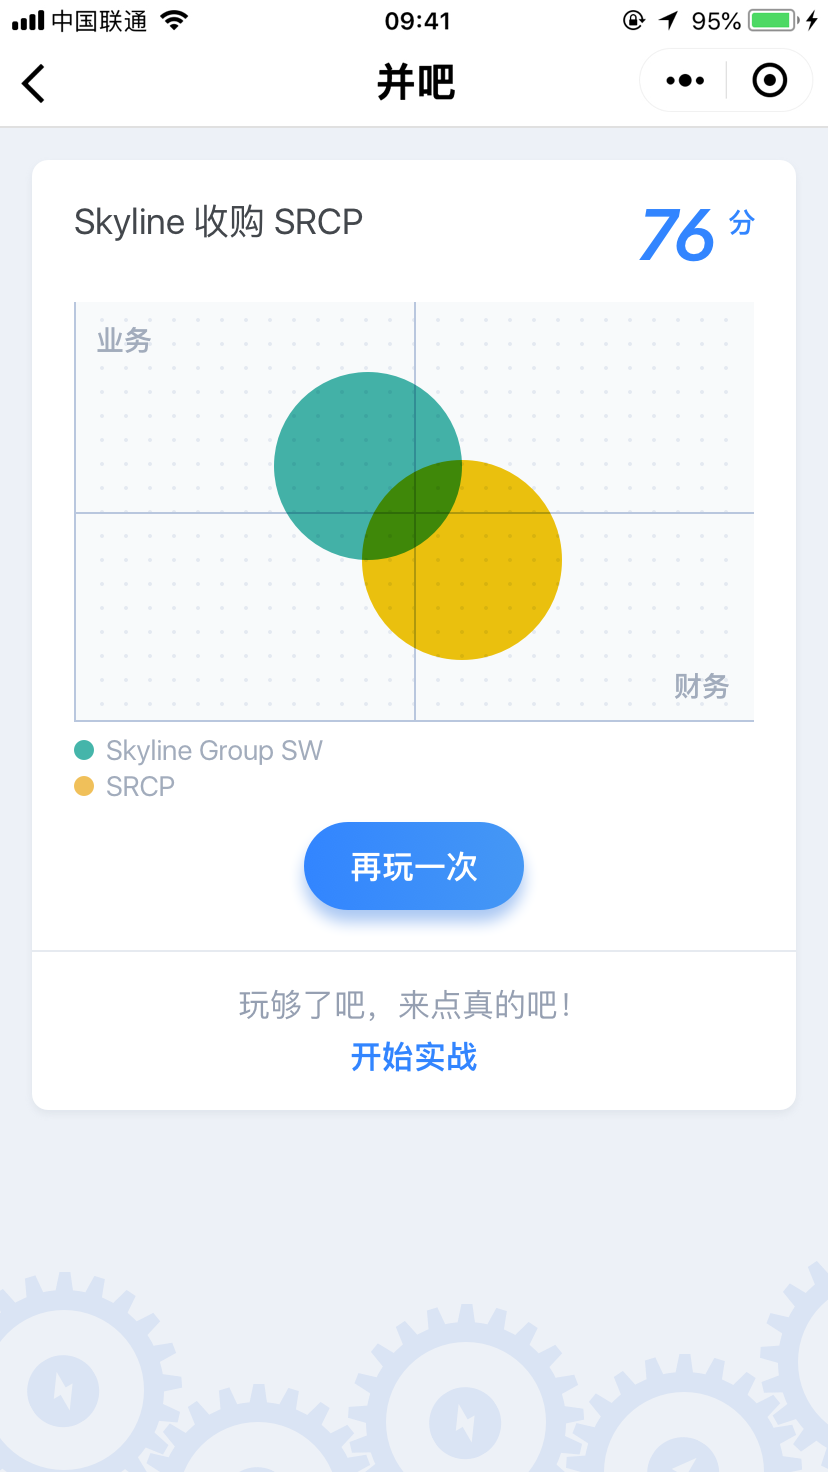 中国联通
09:41
95%
并吧
Skyline 收购 SRCP
76 分
业务
财务
Skyline Group SW
SRCP
再玩一次
玩够了吧，来点真的吧！
开始实战